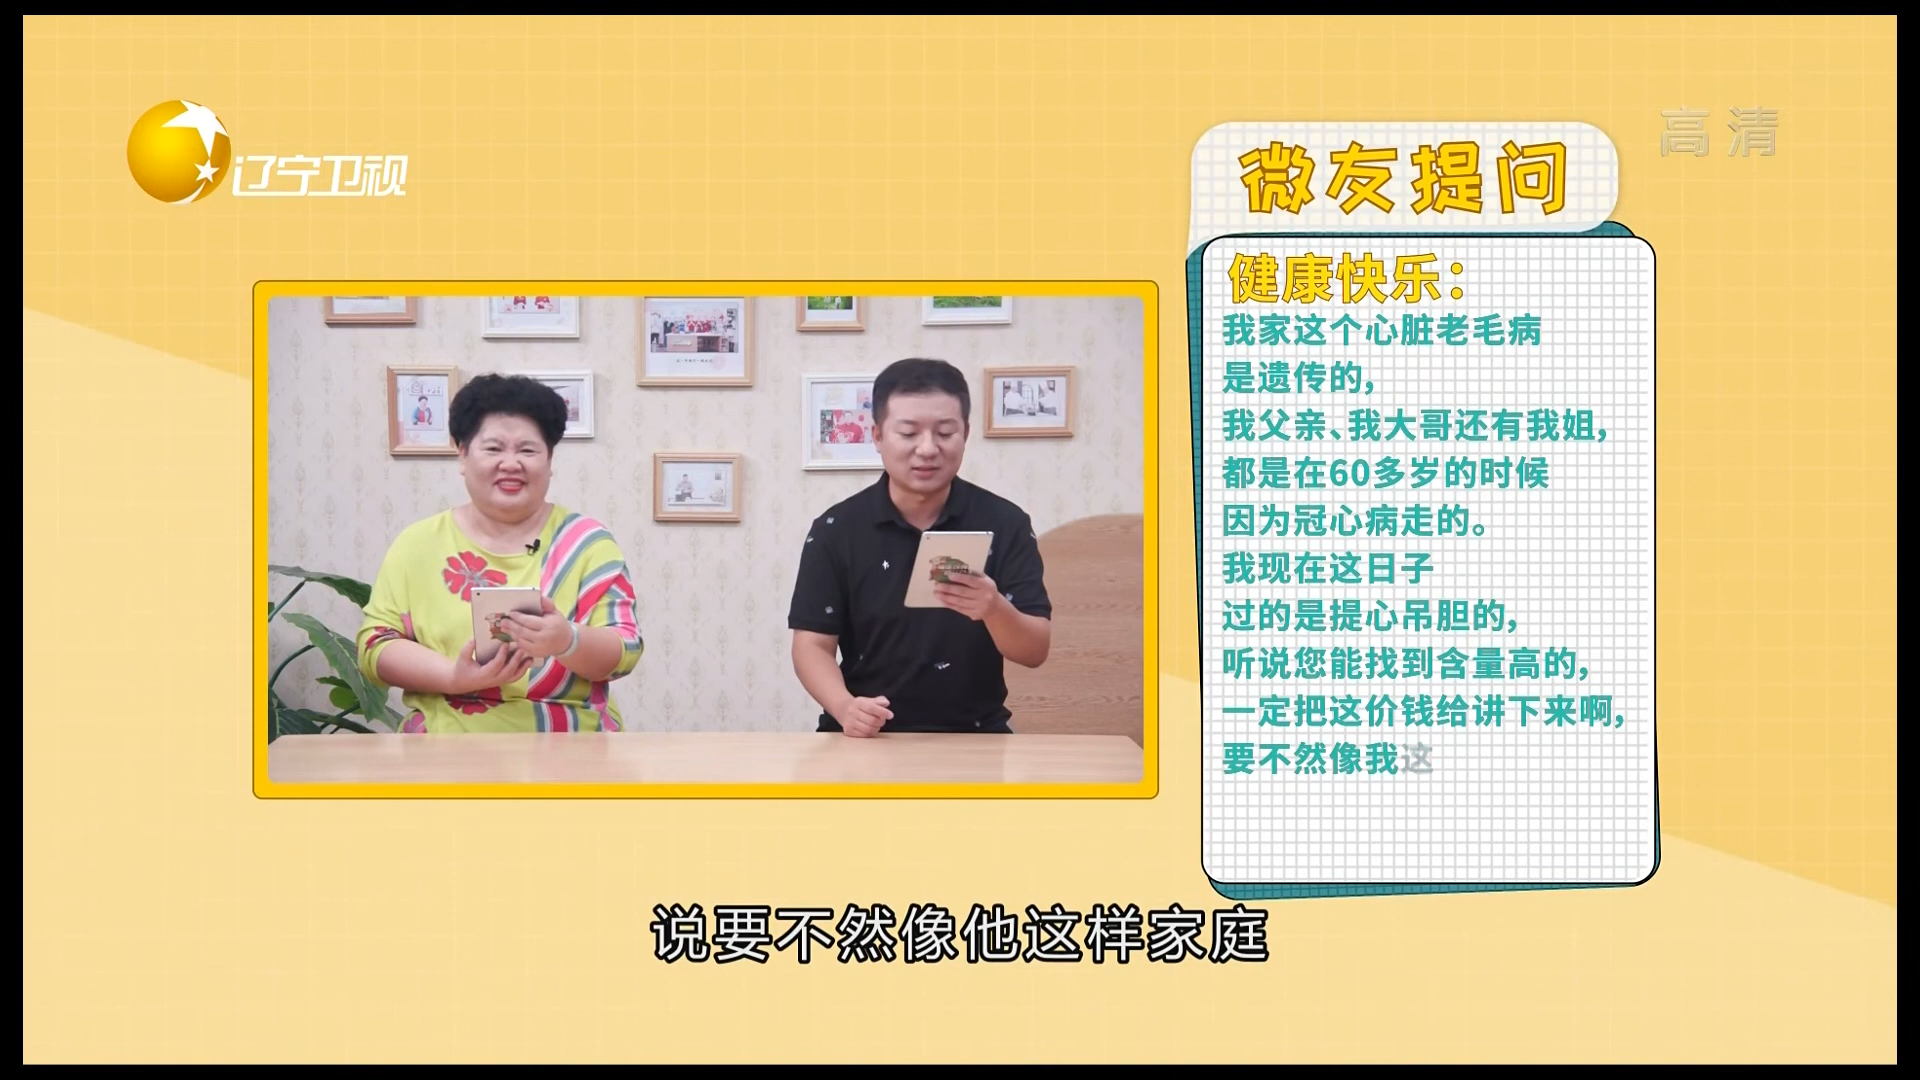 辽宁卫视
高清
微友提问
健康快乐：
我家这个心脏老毛病
是遗传的，
我父亲、我大哥还有我姐，
都是在60多岁的时候
因为冠心病走的。
我现在这日子
过的是提心吊胆的，
听说您能找到含量高的，
一定把这价钱给讲下来啊，
要不然像我这
说要不然像他这样家庭